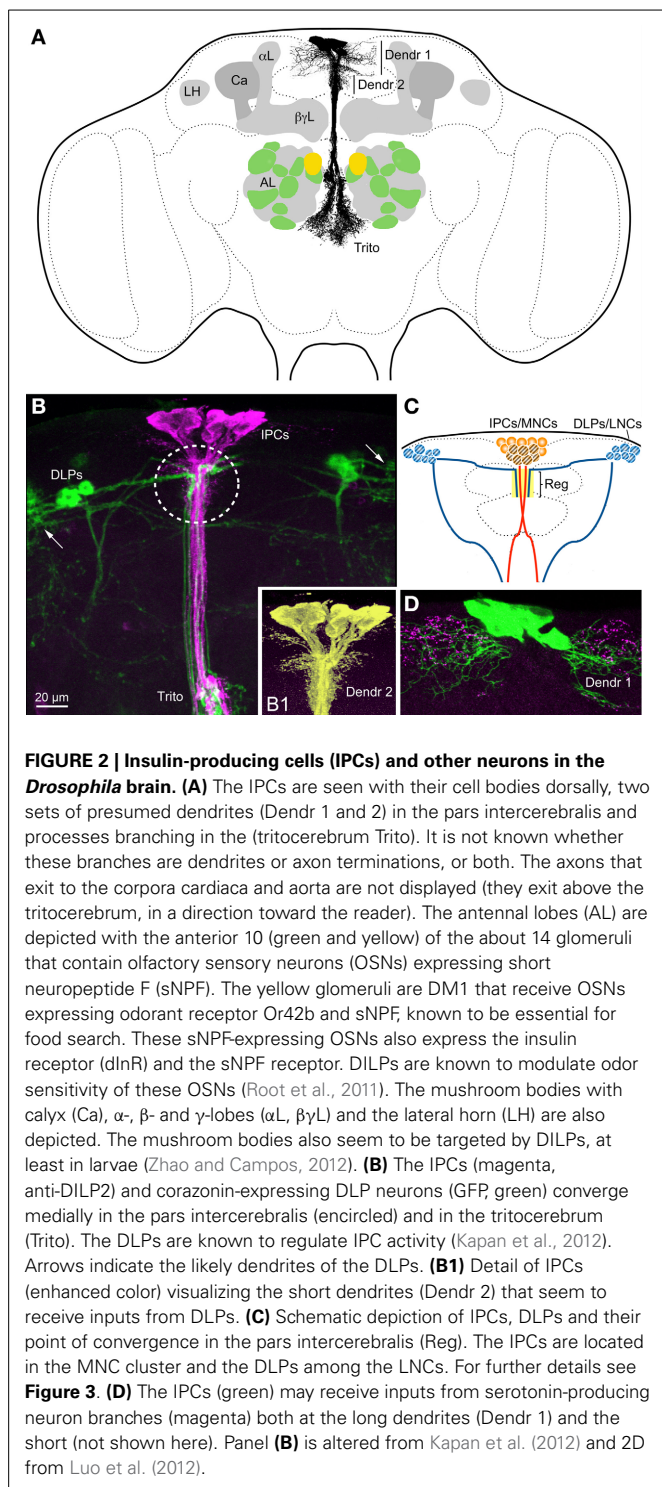 A
αL
Dendr 1
Ca
Dendr 2
LH
βγL
AL
Trito
B
IPCs
DLPs
Trito
20 µm
B1
Dendr 2
C
IPCs/MNCs
DLPs/LNCs
Reg
D
Dendr 1
FIGURE 2 | Insulin-producing cells (IPCs) and other neurons in the
Drosophila brain. (A) The IPCs are seen with their cell bodies dorsally, two
sets of presumed dendrites (Dendr 1 and 2) in the pars intercerebralis and
processes branching in the (tritocerebrum Trito). It is not known whether
these branches are dendrites or axon terminations, or both. The axons that
exit to the corpora cardiaca and aorta are not displayed (they exit above the
tritocerebrum, in a direction toward the reader). The antennal lobes (AL) are
depicted with the anterior 10 (green and yellow) of the about 14 glomeruli
that contain olfactory sensory neurons (OSNs) expressing short
neuropeptide F (sNPF). The yellow glomeruli are DM1 that receive OSNs
expressing odorant receptor Or42b and sNPF, known to be essential for
food search. These sNPF-expressing OSNs also express the insulin
receptor (dInR) and the sNPF receptor. DILPs are known to modulate odor
sensitivity of these OSNs (Root et al., 2011). The mushroom bodies with
calyx (Ca), α-, β- and γ-lobes (αL, βγL) and the lateral horn (LH) are also
depicted. The mushroom bodies also seem to be targeted by DILPs, at
least in larvae (Zhao and Campos, 2012). (B) The IPCs (magenta,
anti-DILP2) and corazonin-expressing DLP neurons (GFP, green) converge
medially in the pars intercerebralis (encircled) and in the tritocerebrum
(Trito). The DLPs are known to regulate IPC activity (Kapan et al., 2012).
Arrows indicate the likely dendrites of the DLPs. (B1) Detail of IPCs
(enhanced color) visualizing the short dendrites (Dendr 2) that seem to
receive inputs from DLPs. (C) Schematic depiction of IPCs, DLPs and their
point of convergence in the pars intercerebralis (Reg). The IPCs are located
in the MNC cluster and the DLPs among the LNCs. For further details see
Figure 3. (D) The IPCs (green) may receive inputs from serotonin-producing
neuron branches (magenta) both at the long dendrites (Dendr 1) and the
short (not shown here). Panel (B) is altered from Kapan et al. (2012) and 2D
from Luo et al. (2012).